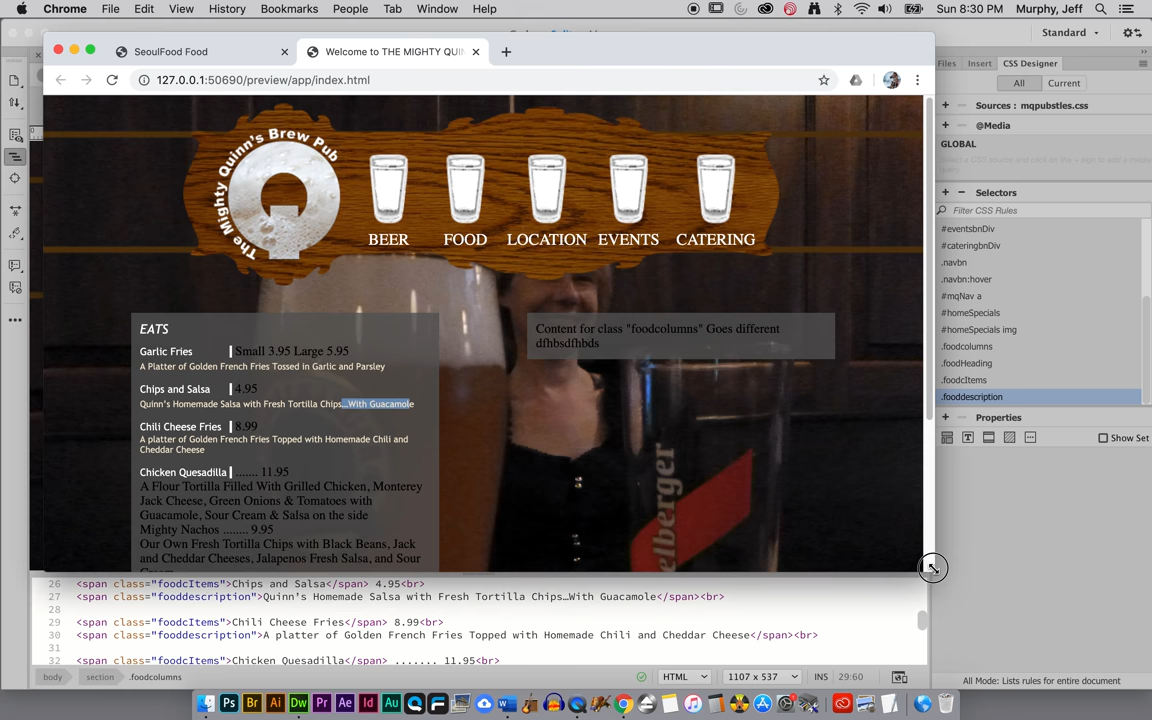 Chrome File Edit View History Bookmarks People Tab Window Help Sun 8:30 PM Murphy, Jeff
Standard
SeoulFood Food
Welcome to THE MIGHTY QUIN
127.0.0.1:50690/preview/app/index.html
Files Insert CSS Designer
All Current
Sources : mqpubstles.css
@Media
GLOBAL
Selectors
Filter CSS Rules
#eventsbnDiv
#cateringbnDiv
.navbn
.navbn:hover
#mqNav a
#homeSpecials
#homeSpecials img
.foodcolumns
.foodHeading
.foodcItems
.fooddescription
Properties
Show Set
The Mighty Quinn's Brew Pub
BEER FOOD LOCATION EVENTS CATERING
EATS
Garlic Fries Small 3.95 Large 5.95
A Platter of Golden French Fries Tossed in Garlic and Parsley
Chips and Salsa 4.95
Quinn’s Homemade Salsa with Fresh Tortilla Chips…With Guacamole
Chili Cheese Fries 8.99
A platter of Golden French Fries Topped with Homemade Chili and
Cheddar Cheese
Chicken Quesadilla ....... 11.95
A Flour Tortilla Filled With Grilled Chicken, Monterey
Jack Cheese, Green Onions & Tomatoes with
Guacamole, Sour Cream & Salsa on the side
Mighty Nachos ........ 9.95
Our Own Fresh Tortilla Chips with Black Beans, Jack
and Cheddar Cheeses, Jalapenos Fresh Salsa, and Sour
Content for class "foodcolumns" Goes different
dfhbsdfsfhbds
elberger
26 <span class="foodcItems">Chips and Salsa</span> 4.95<br>
27 <span class="fooddescription">Quinn’s Homemade Salsa with Fresh Tortilla Chips…With Guacamole</span><br>
28
29 <span class="foodcItems">Chili Cheese Fries</span> 8.99<br>
30 <span class="fooddescription">A platter of Golden French Fries Topped with Homemade Chili and Cheddar Cheese</span><br>
31
32 <span class="foodcItems">Chicken Quesadilla</span> ....... 11.95<br>
body section .foodcolumns HTML 1107 x 537 INS 29:60
All Mode: Lists rules for entire document
Ps Br Ai Dw Pr Ae Id Au